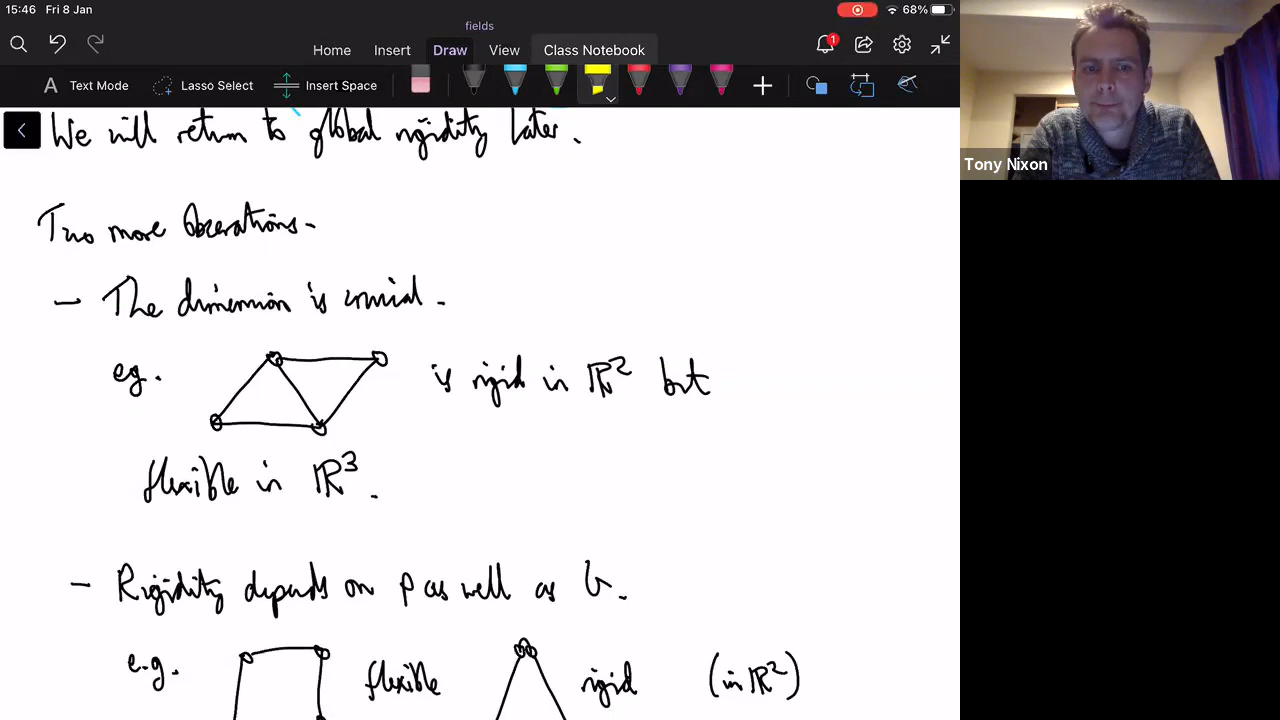 15:46 Fri 8 Jan
68%
fields
Home Insert Draw View Class Notebook
1
Text Mode Lasso Select Insert Space
We will return to global rigidity later.
Tony Nixon
Two more Oberations-
- The dimension is crucial.
eg. is rigid in ℝ² but
flexible in ℝ³.
- Rigidity depends on p as well as G.
e.g. flexible rigid (in ℝ²)